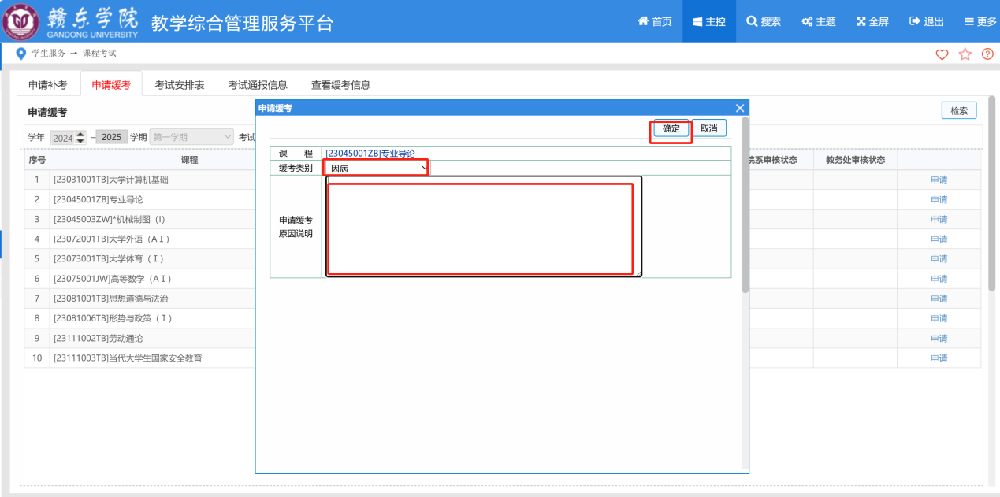 赣东学院
GANDONG UNIVERSITY
教学综合管理服务平台
首页 主控 搜索 主题 全屏 退出 更多
学生服务 → 课程考试
申请补考 申请缓考 考试安排表 考试通报信息 查看缓考信息
申请缓考
检索
学年 2024 – 2025 学期 第一学期 考试
申请缓考
确定 取消
课 程 [23045001ZB]专业导论
缓考类别 因病
申请缓考
原因说明
序号 课程 院系审核状态 教务处审核状态
1 [23031001TB]大学计算机基础 申请
2 [23045001ZB]专业导论 申请
3 [23045003ZW]*机械制图（I） 申请
4 [23072001TB]大学外语（AⅠ） 申请
5 [23073001TB]大学体育（Ⅰ） 申请
6 [23075001JW]高等数学（AⅠ） 申请
7 [23081001TB]思想道德与法治 申请
8 [23081006TB]形势与政策（Ⅰ） 申请
9 [23111002TB]劳动通论 申请
10 [23111003TB]当代大学生国家安全教育 申请